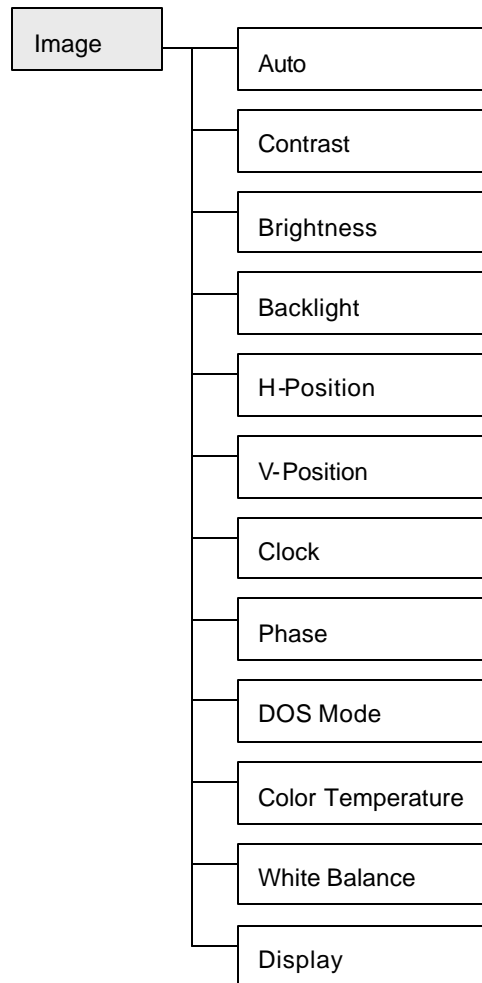 Image
Auto
Contrast
Brightness
Backlight
H-Position
V-Position
Clock
Phase
DOS Mode
Color Temperature
White Balance
Display